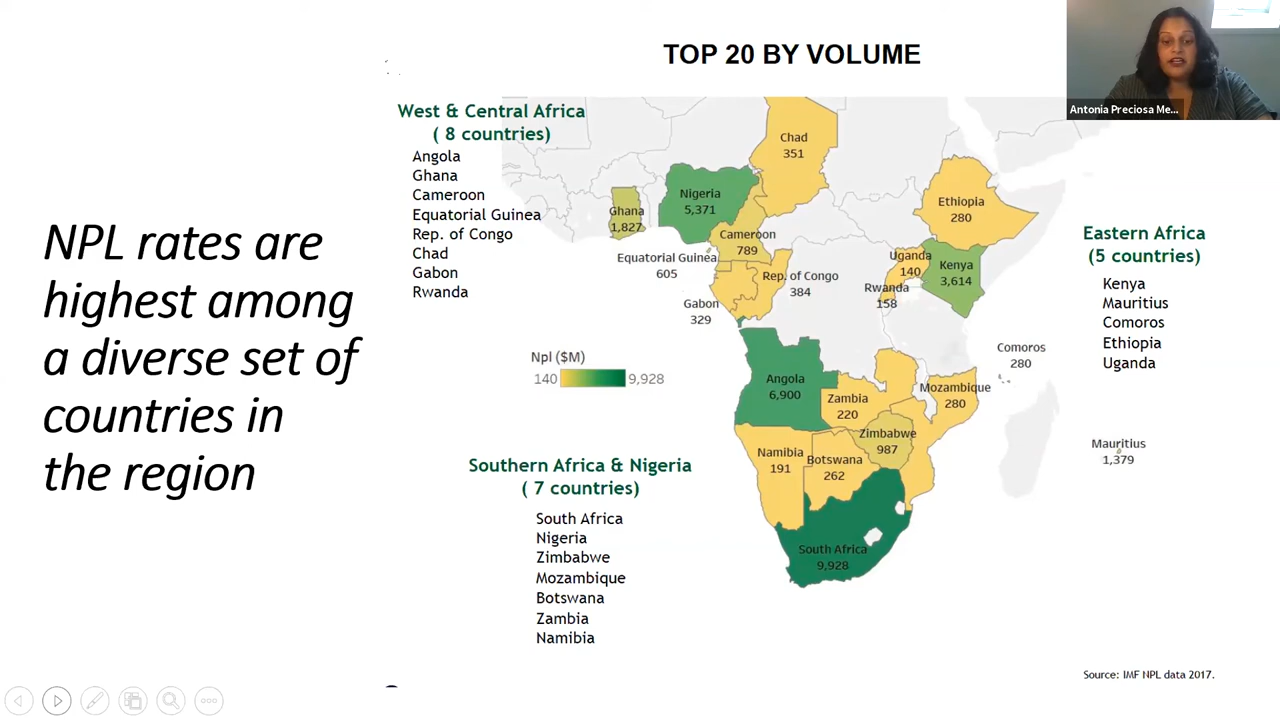 TOP 20 BY VOLUME
Antonia Preciosa Me...
NPL rates are
highest among
a diverse set of
countries in
the region
West & Central Africa
( 8 countries)
Angola
Ghana
Cameroon
Equatorial Guinea
Rep. of Congo
Chad
Gabon
Rwanda
Chad
351
Nigeria
5,371
Ghana
1,827
Cameroon
789
Equatorial Guinea
605
Rep. of Congo
384
Gabon
329
Ethiopia
280
Uganda
140
Kenya
3,614
Rwanda
158
Eastern Africa
(5 countries)
Kenya
Mauritius
Comoros
Ethiopia
Uganda
Comoros
280
Npl ($M)
140 9,928
Angola
6,900
Zambia
220
Mozambique
280
Zimbabwe
987
Namibia
191
Botswana
262
Mauritius
1,379
South Africa
9,928
Southern Africa & Nigeria
( 7 countries)
South Africa
Nigeria
Zimbabwe
Mozambique
Botswana
Zambia
Namibia
Source: IMF NPL data 2017.